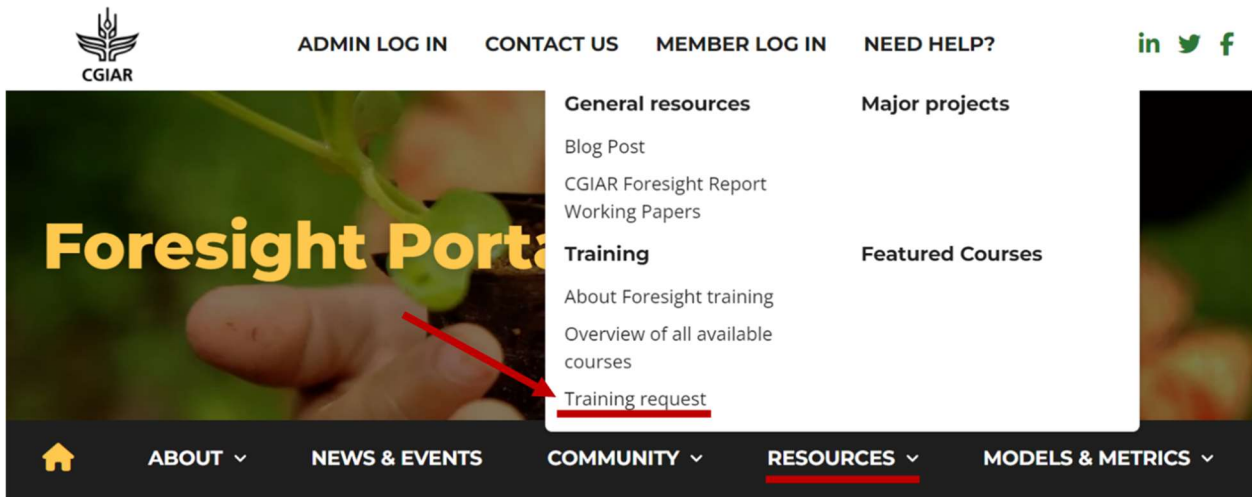 CGIAR
ADMIN LOG IN CONTACT US MEMBER LOG IN NEED HELP? in f
General resources Major projects
Blog Post
CGIAR Foresight Report
Working Papers
Foresight Porta
Training Featured Courses
About Foresight training
Overview of all available
courses
Training request
ABOUT NEWS & EVENTS COMMUNITY RESOURCES MODELS & METRICS